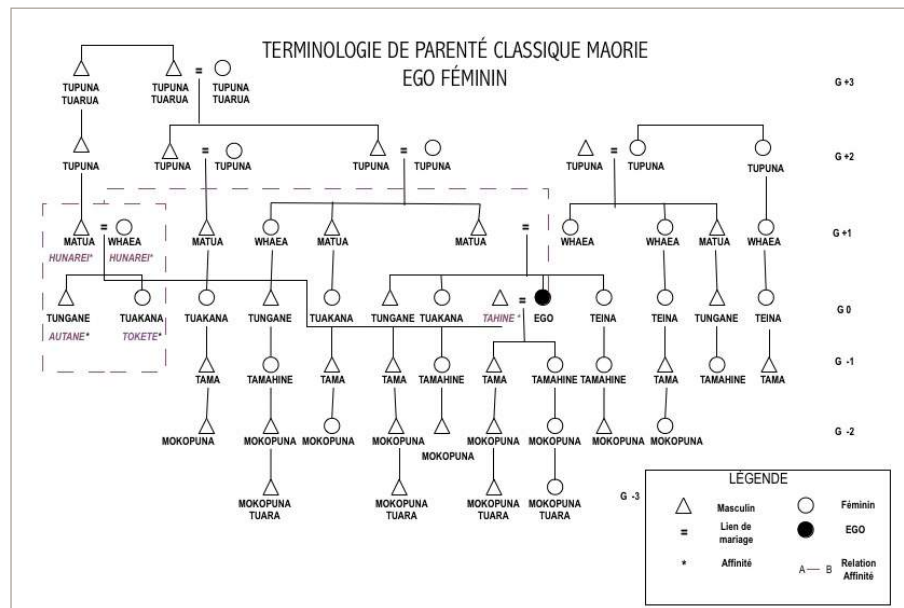 TERMINOLOGIE DE PARENTÉ CLASSIQUE MAORIE
EGO FÉMININ
= TUPUNA TUPUNA TUPUNA G +3
TUARUA TUARUA TUARUA
= = = =
TUPUNA TUPUNA TUPUNA TUPUNA TUPUNA TUPUNA TUPUNA TUPUNA G +2
= =
MATUA WHAEA MATUA WHAEA MATUA MATUA WHAEA WHAEA MATUA WHAEA G +1
HUNAREI* HUNAREI*
=
TUNGANE TUAKANA TUAKANA TUNGANE TUAKANA TUNGANE TUAKANA TAHINE * EGO TEINA TEINA TUNGANE TEINA G 0
AUTANE* TOKETE*
TAMA TAMAHINE TAMA TAMA TAMAHINE TAMA TAMAHINE TAMAHINE TAMA TAMAHINE TAMA G -1
MOKOPUNA MOKOPUNA MOKOPUNA MOKOPUNA MOKOPUNA MOKOPUNA MOKOPUNA MOKOPUNA G -2
MOKOPUNA
MOKOPUNA MOKOPUNA MOKOPUNA MOKOPUNA G -3
TUARA TUARA TUARA TUARA
LÉGENDE
Masculin Féminin
= Lien de mariage EGO
* Affinité A — B Relation Affinité